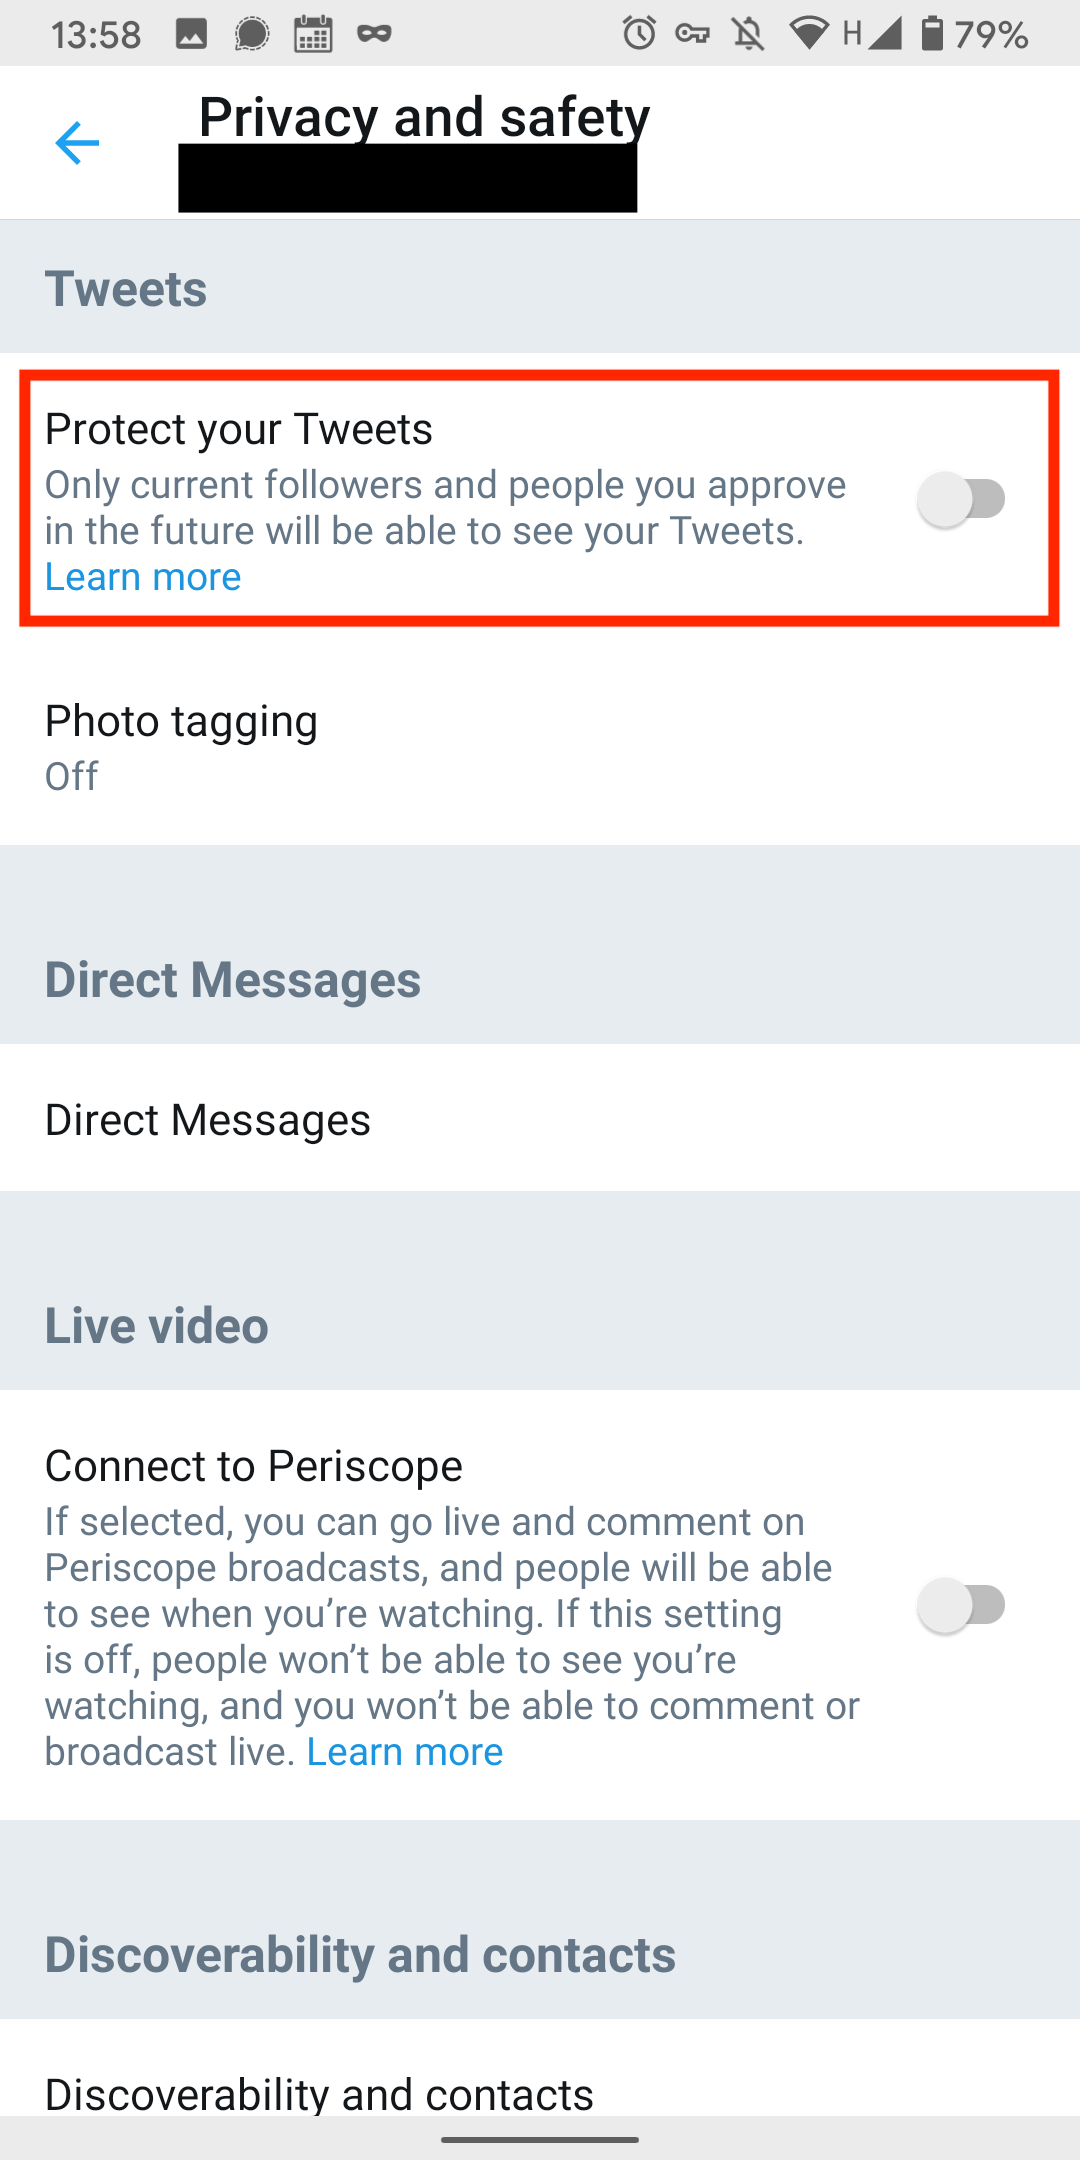 13:58 H 79%
Privacy and safety
Tweets
Protect your Tweets
Only current followers and people you approve
in the future will be able to see your Tweets.
Learn more
Photo tagging
Off
Direct Messages
Direct Messages
Live video
Connect to Periscope
If selected, you can go live and comment on
Periscope broadcasts, and people will be able
to see when you’re watching. If this setting
is off, people won’t be able to see you’re
watching, and you won’t be able to comment or
broadcast live. Learn more
Discoverability and contacts
Discoverability and contacts